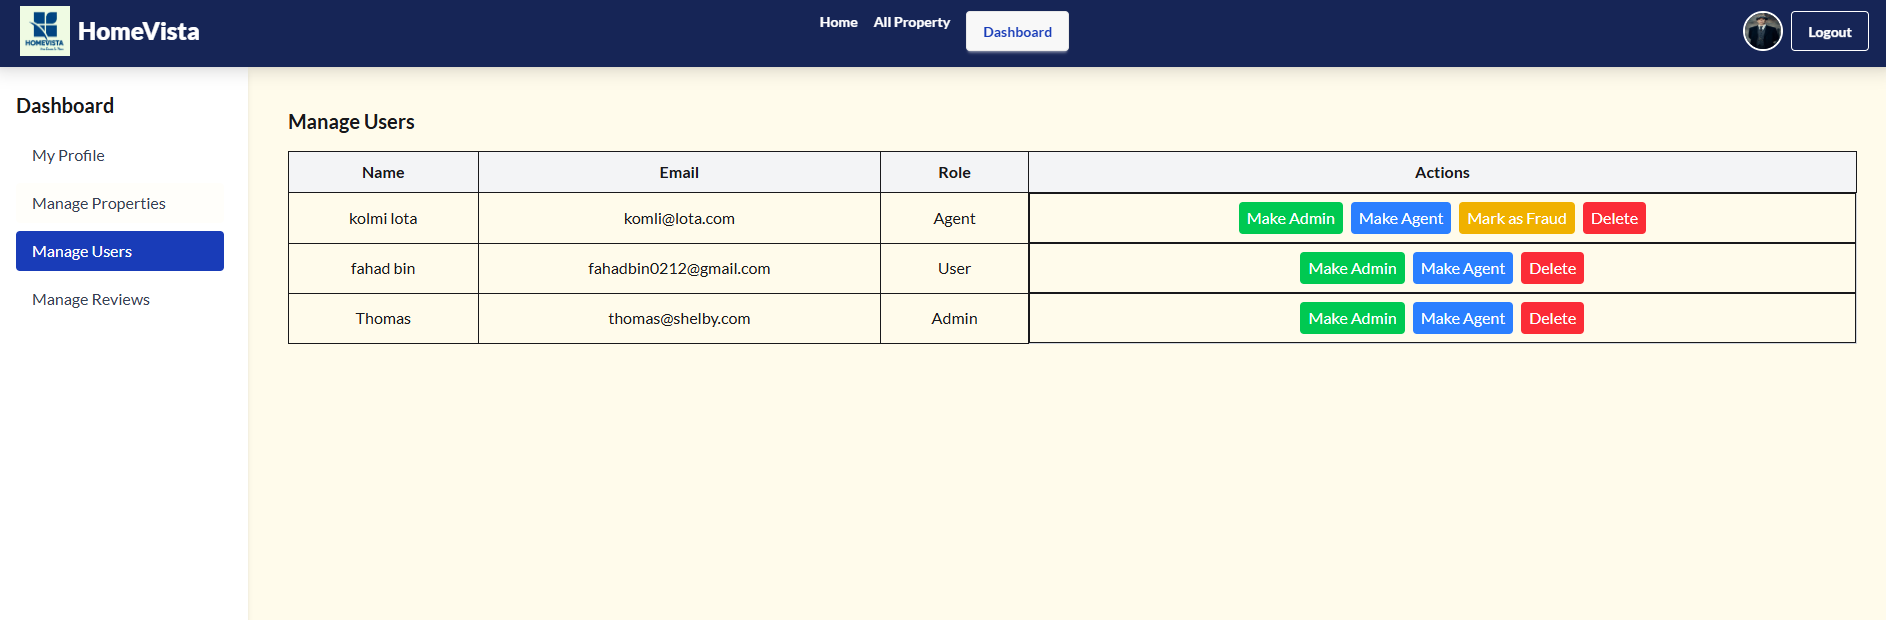 HOMEVISTA
HomeVista
Home All Property Dashboard
Logout
Dashboard
My Profile
Manage Properties
Manage Users
Manage Reviews
Manage Users
Name Email Role Actions
kolmi lota komli@lota.com Agent Make Admin Make Agent Mark as Fraud Delete
fahad bin fahadbin0212@gmail.com User Make Admin Make Agent Delete
Thomas thomas@shelby.com Admin Make Admin Make Agent Delete